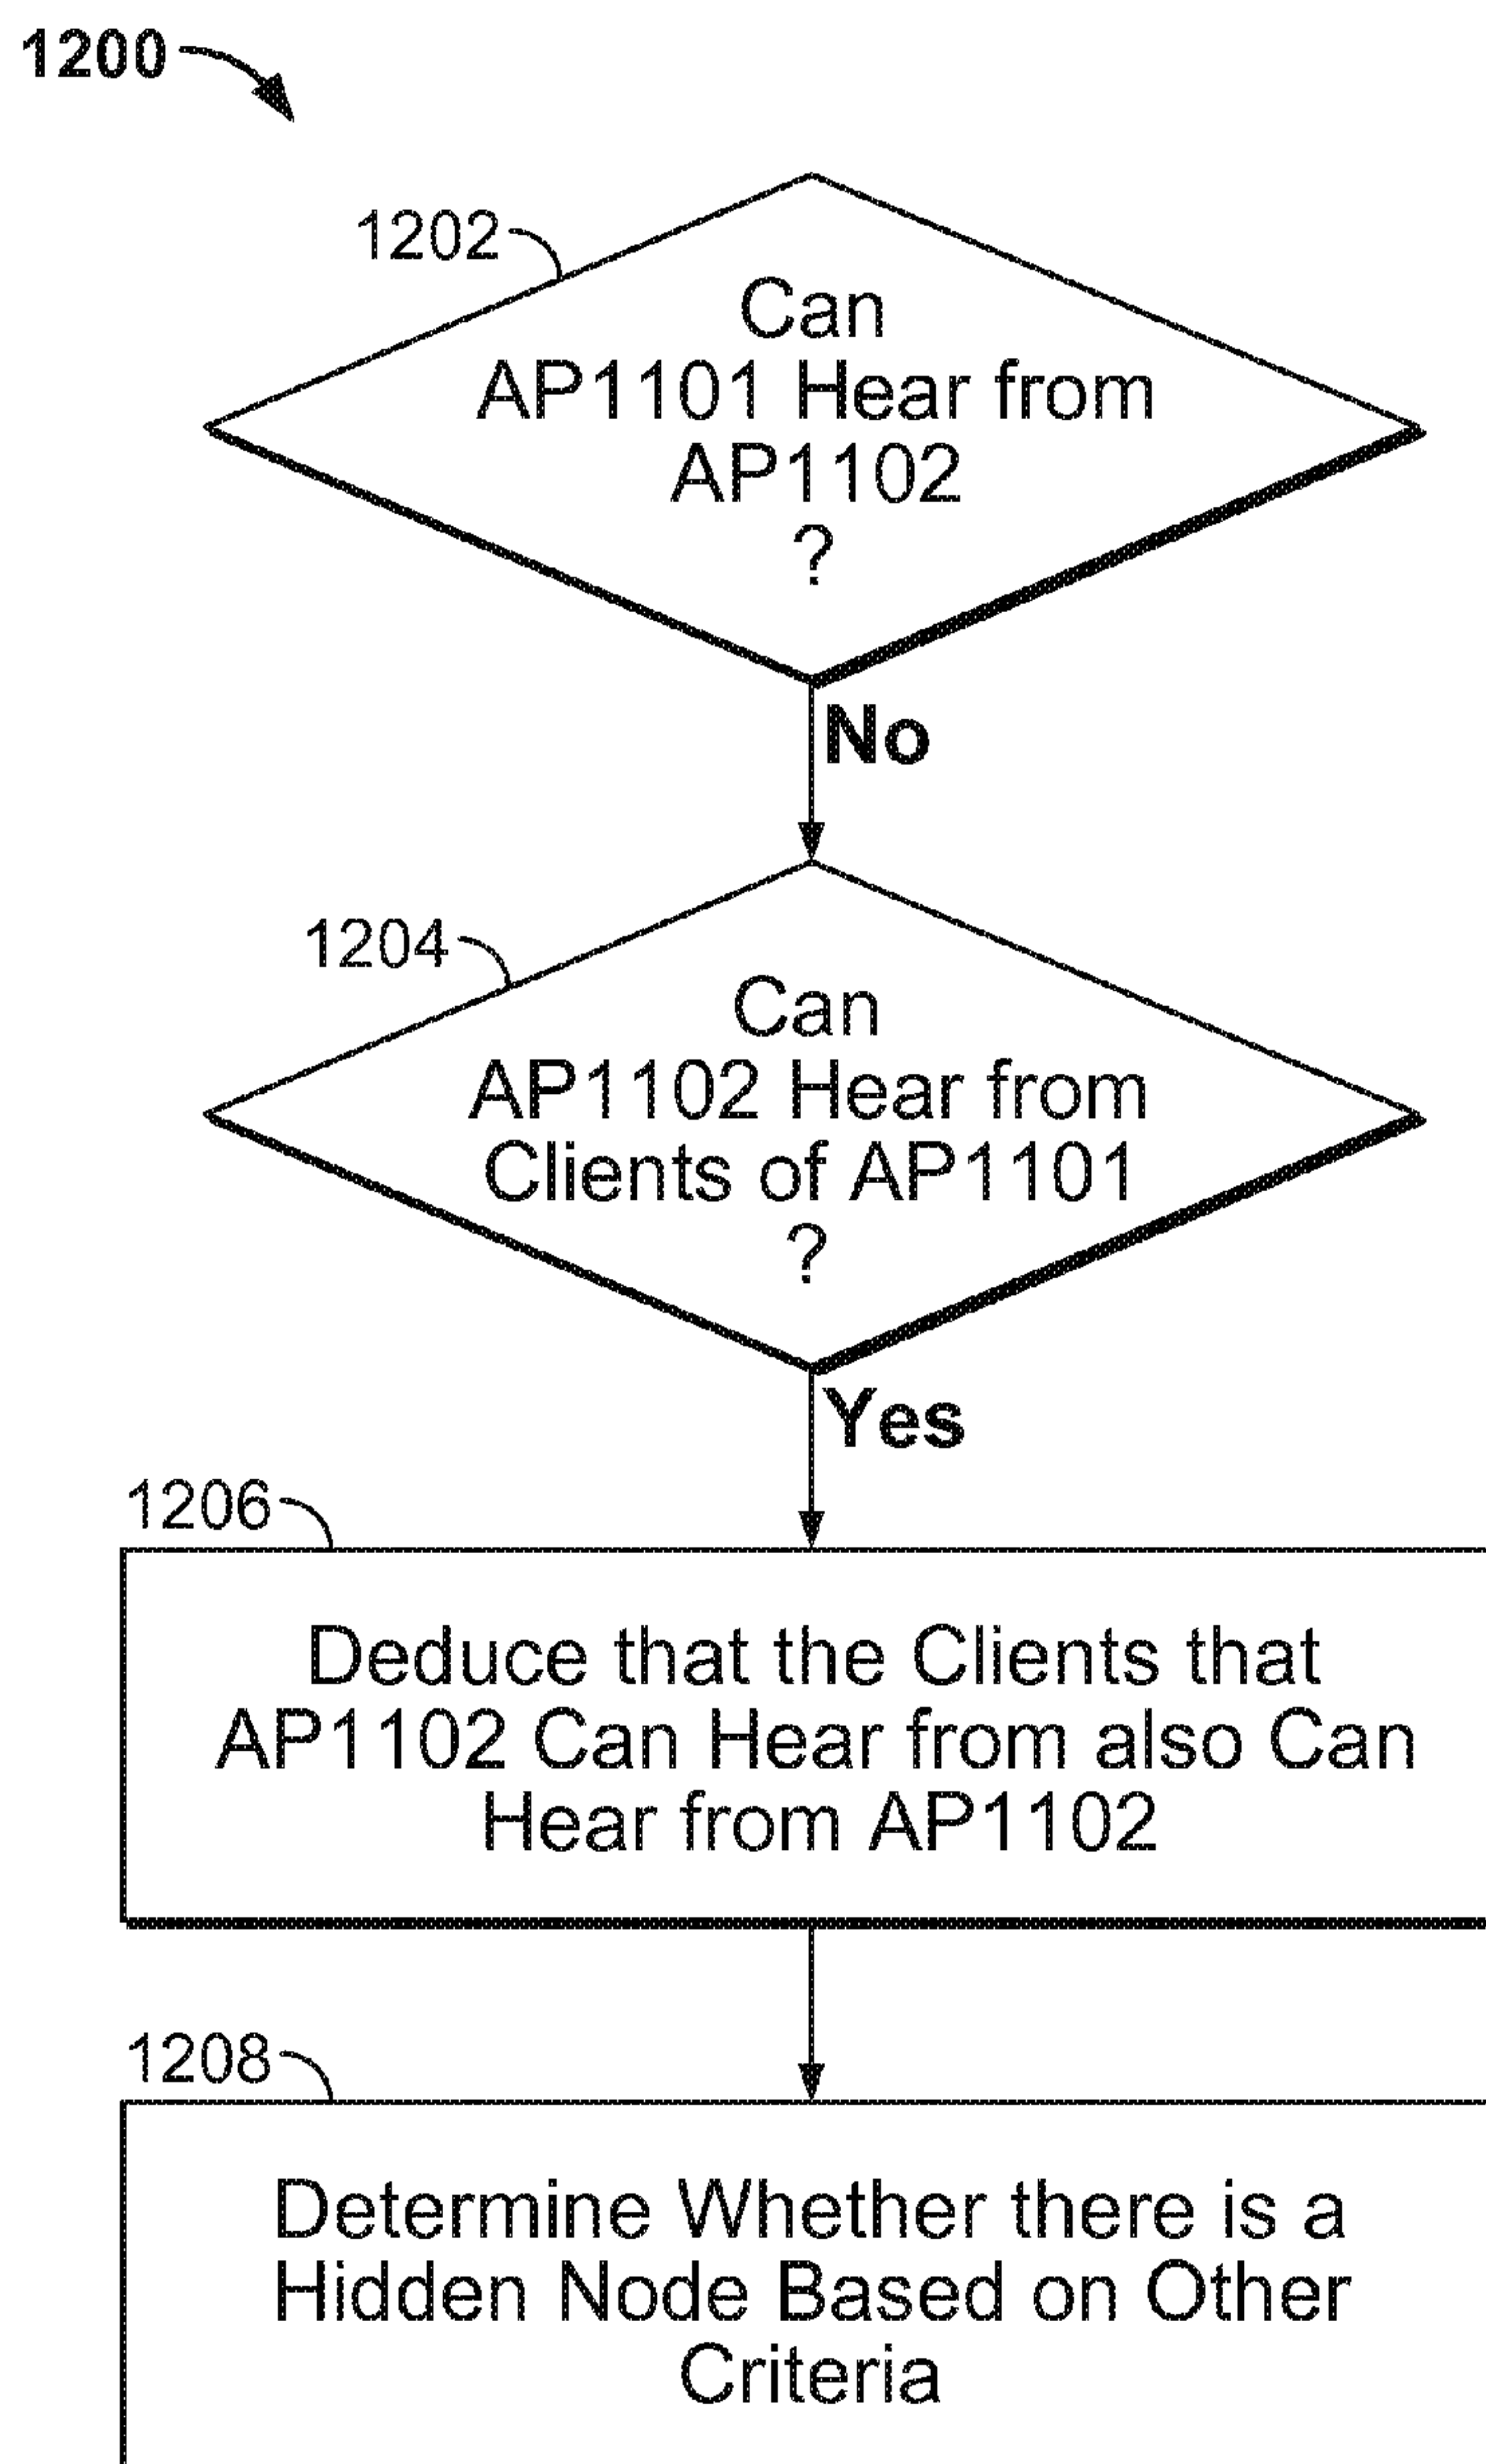 1200
1202
Can
AP1101 Hear from
AP1102
?
No
1204
Can
AP1102 Hear from
Clients of AP1101
?
Yes
1206
Deduce that the Clients that
AP1102 Can Hear from also Can
Hear from AP1102
1208
Determine Whether there is a
Hidden Node Based on Other
Criteria